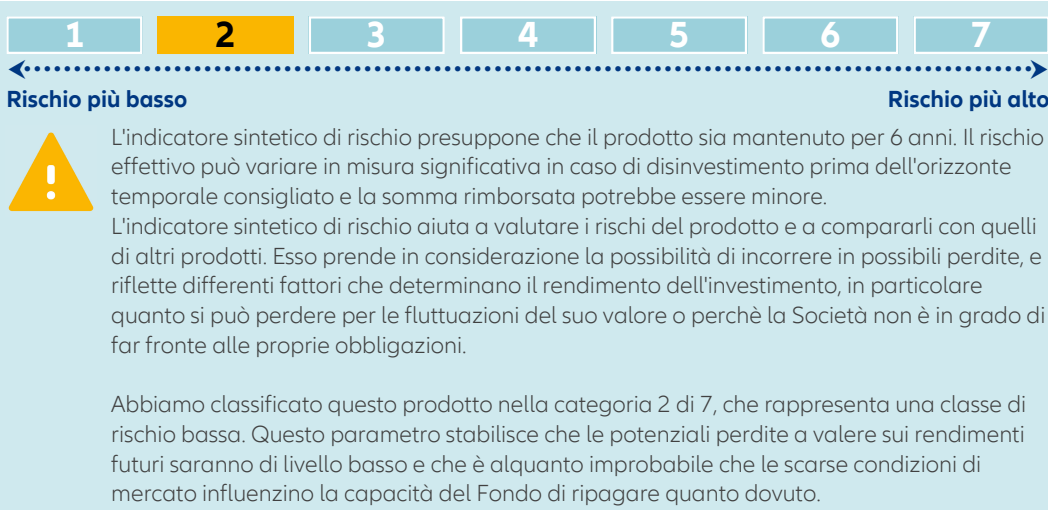 1 2 3 4 5 6 7
Rischio più basso Rischio più alto
L'indicatore sintetico di rischio presuppone che il prodotto sia mantenuto per 6 anni. Il rischio
effettivo può variare in misura significativa in caso di disinvestimento prima dell'orizzonte
temporale consigliato e la somma rimborsata potrebbe essere minore.
L'indicatore sintetico di rischio aiuta a valutare i rischi del prodotto e a compararli con quelli
di altri prodotti. Esso prende in considerazione la possibilità di incorrere in possibili perdite, e
riflette differenti fattori che determinano il rendimento dell'investimento, in particolare
quanto si può perdere per le fluttuazioni del suo valore o perchè la Società non è in grado di
far fronte alle proprie obbligazioni.
Abbiamo classificato questo prodotto nella categoria 2 di 7, che rappresenta una classe di
rischio bassa. Questo parametro stabilisce che le potenziali perdite a valere sui rendimenti
futuri saranno di livello basso e che è alquanto improbabile che le scarse condizioni di
mercato influenzino la capacità del Fondo di ripagare quanto dovuto.